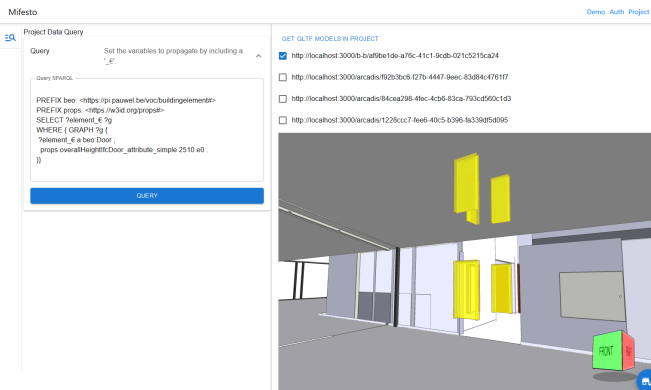 Mifesto
Demo Auth Project
Project Data Query
Query
Set the variables to propagate by including a
'_€'.
Query SPARQL
PREFIX beo: <https://pi.pauwel.be/voc/buildingelement#>
PREFIX props: <https://w3id.org/props#>
SELECT ?element_€ ?g
WHERE { GRAPH ?g {
?element_€ a beo:Door ;
props:overallHeightIfcDoor_attribute_simple 2510.e0 .
}}
QUERY
GET GLTF MODELS IN PROJECT
http://localhost:3000/b-b/af9be1de-a76c-41c1-9cdb-021c5215ca24
http://localhost:3000/arcadis/f92b3bc6-f27b-4447-9eec-83d84c4761f7
http://localhost:3000/arcadis/84cea298-4fec-4cb6-83ca-793cd560c1d3
http://localhost:3000/arcadis/1228ccc7-fee6-40c5-b396-fa339df5d095
FRONT